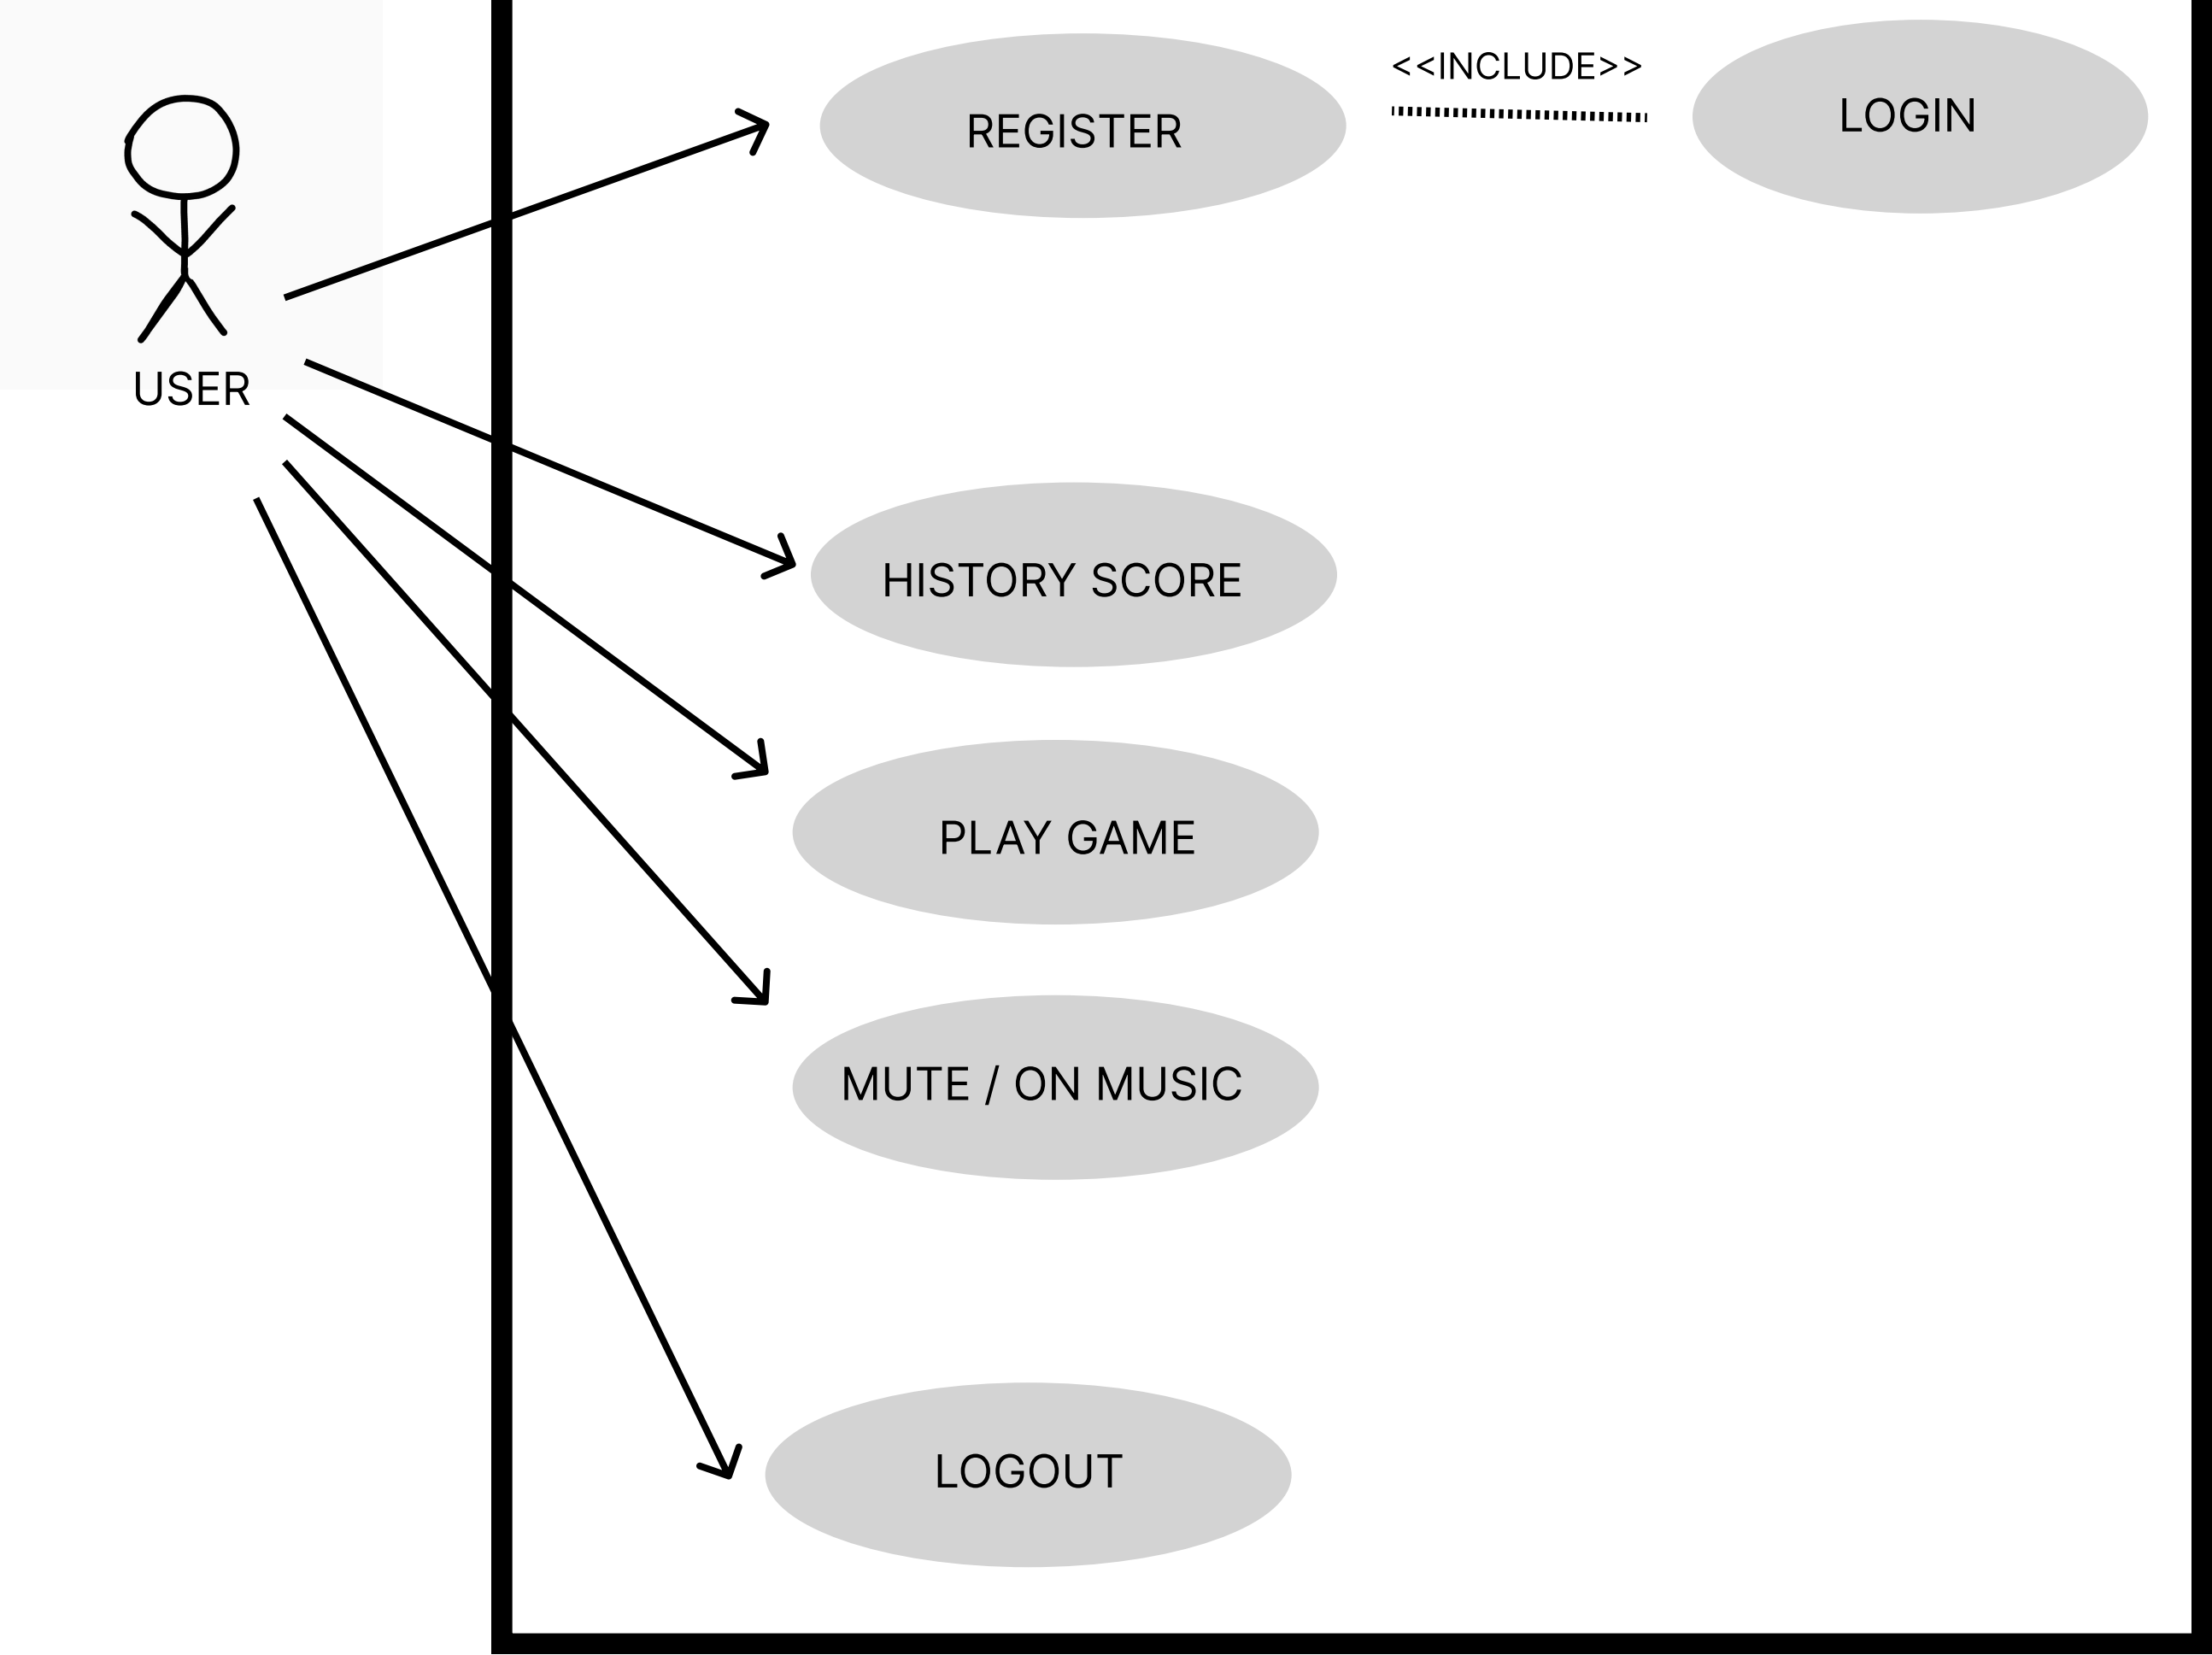 <<INCLUDE>>
REGISTER
LOGIN
USER
HISTORY SCORE
PLAY GAME
MUTE / ON MUSIC
LOGOUT